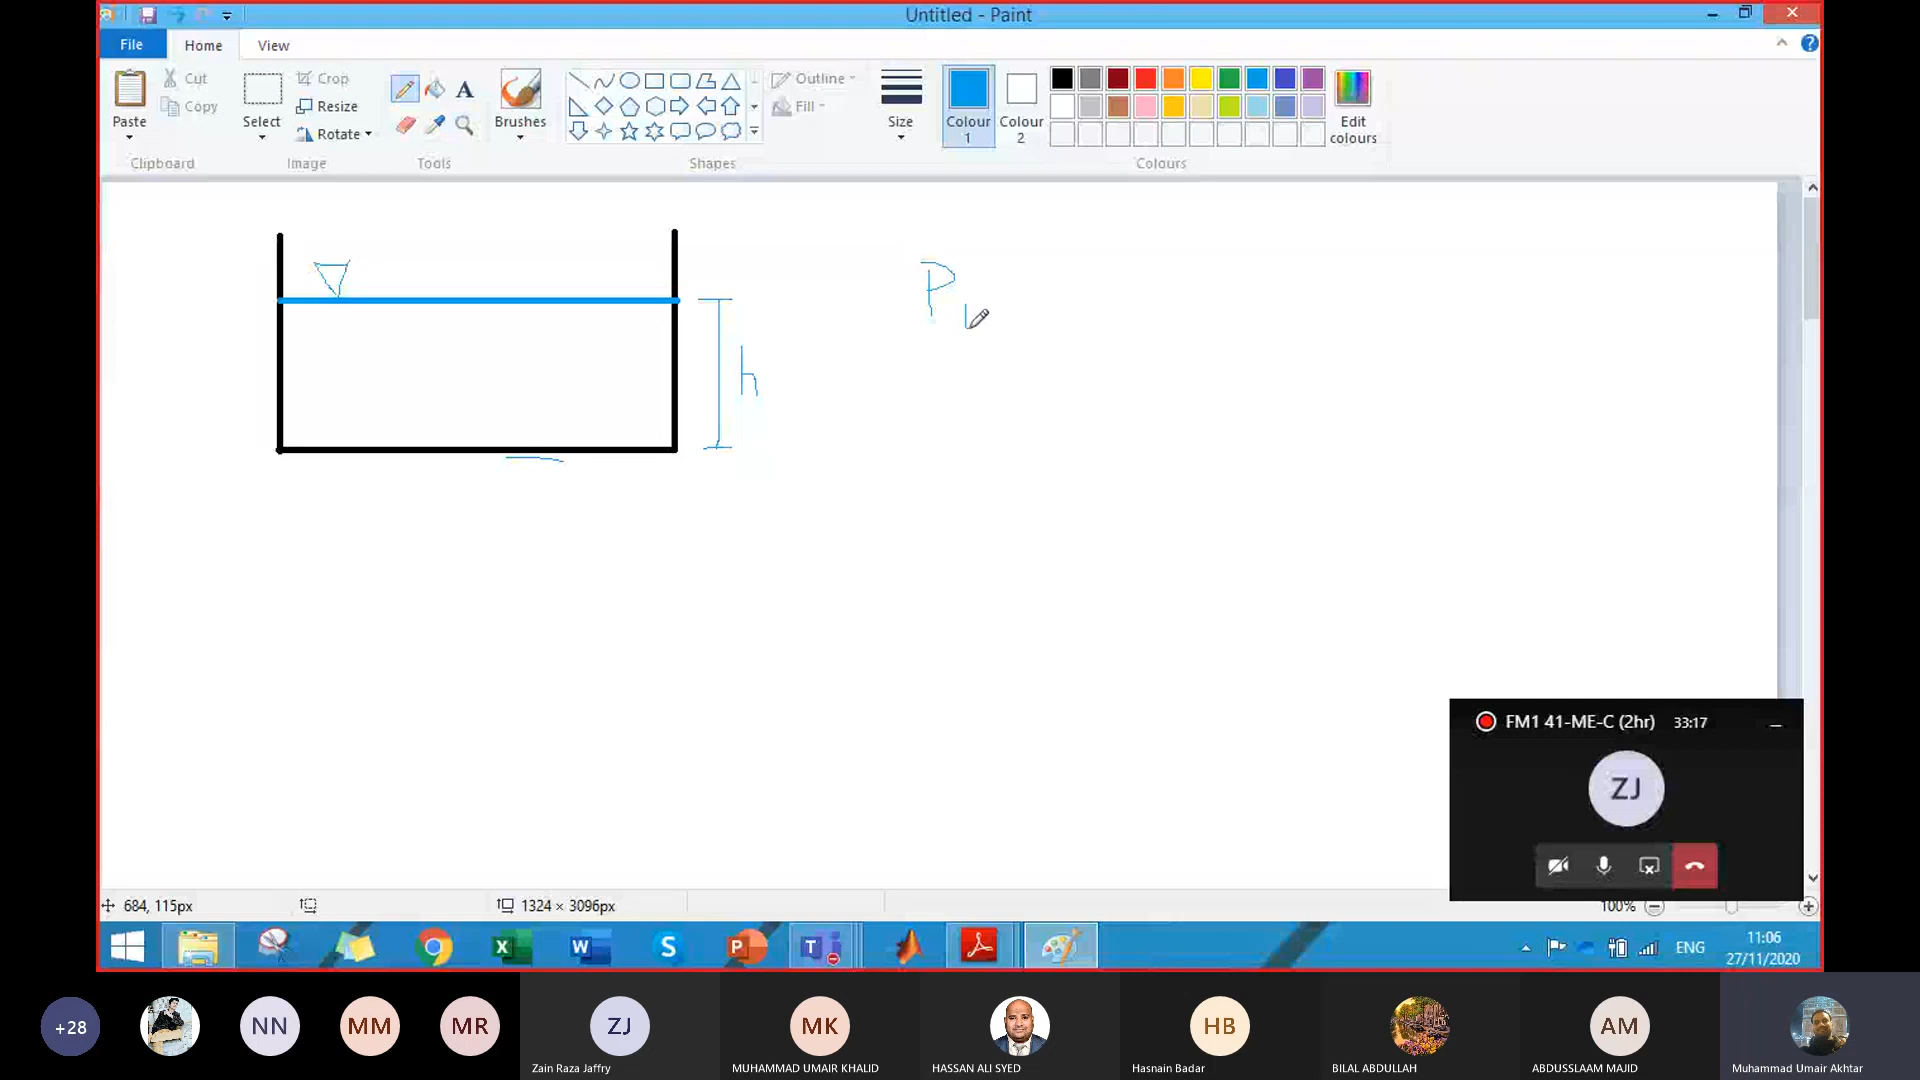 Untitled - Paint
File Home View
Paste Cut Copy Clipboard
Select Crop Resize Rotate Image
A
Tools
Brushes
Shapes
Outline Fill
Size
Colour 1
Colour 2
Colours
Edit colours
P
h
FM1 41-ME-C (2hr) 33:17
ZJ
684, 115px
1324 × 3096px
100%
ENG
11:06
27/11/2020
+28 NN MM MR ZJ MK HB AM
Zain Raza Jaffry MUHAMMAD UMAIR KHALID HASSAN ALI SYED Hasnain Badar BILAL ABDULLAH ABDUSSLAAM MAJID Muhammad Umair Akhtar